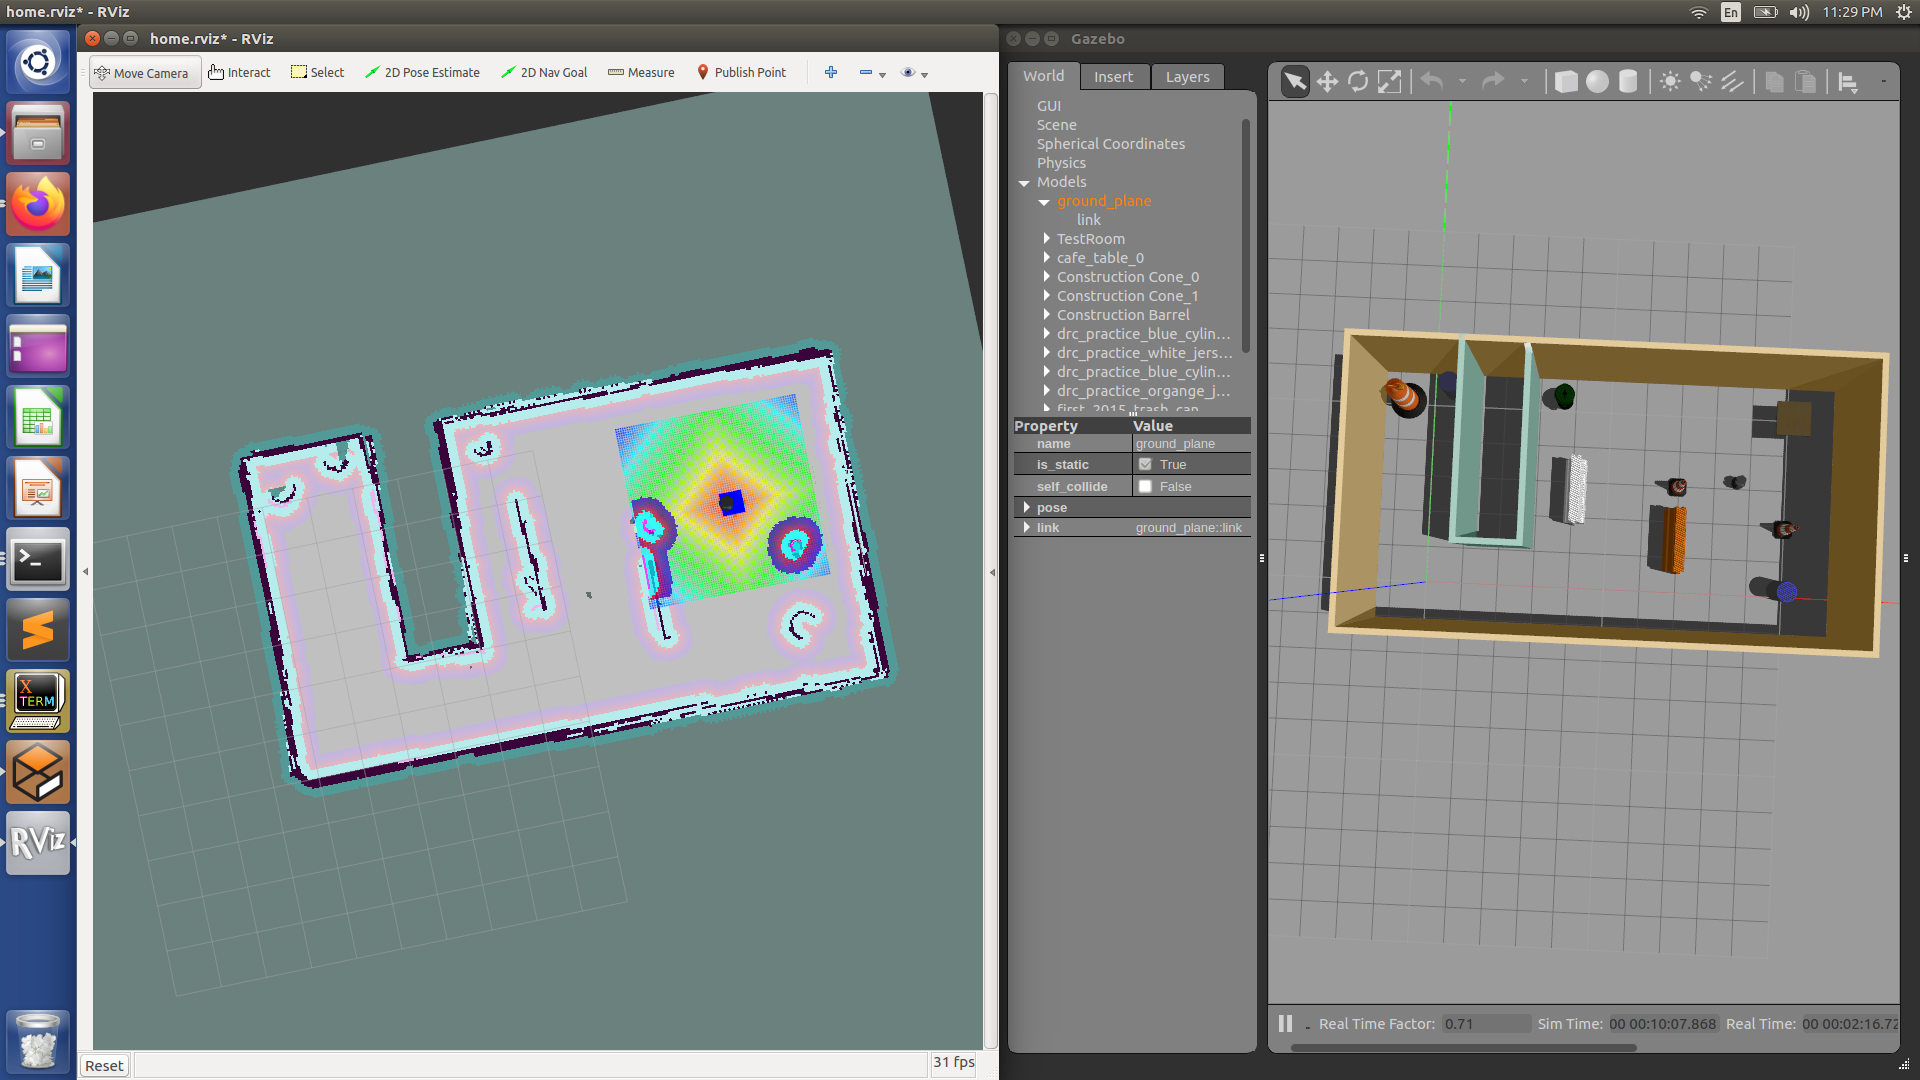 home.rviz* - RViz
En
11:29 PM
home.rviz* - RViz
Move Camera
Interact
Select
2D Pose Estimate
2D Nav Goal
Measure
Publish Point
Reset
31 fps
X
TERM
RViz
Gazebo
World
Insert
Layers
GUI
Scene
Spherical Coordinates
Physics
Models
ground_plane
link
TestRoom
cafe_table_0
Construction Cone_0
Construction Cone_1
Construction Barrel
drc_practice_blue_cylin...
drc_practice_white_jers...
drc_practice_blue_cylin...
drc_practice_organge_j...
first_2015_trash_can
Property Value
name ground_plane
is_static True
self_collide False
pose
link ground_plane::link
Real Time Factor: 0.71 Sim Time: 00 00:10:07.868 Real Time: 00 00:02:16.72